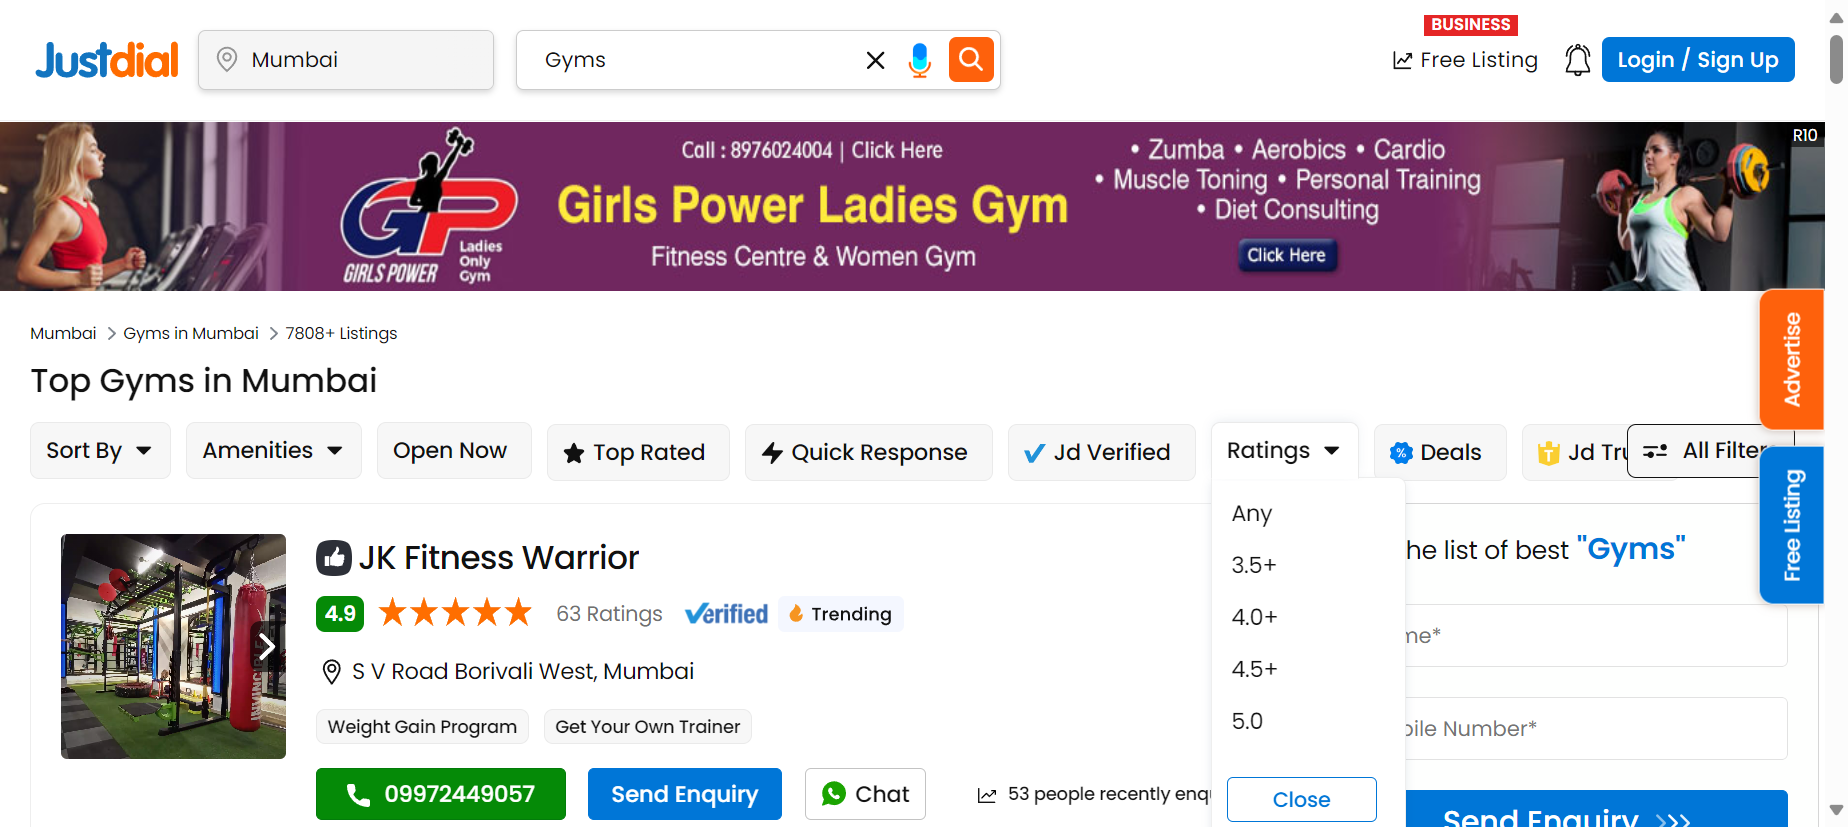 Justdial
Mumbai
Gyms
BUSINESS
Free Listing
Login / Sign Up
R10
GP
GIRLS POWER
Ladies
Only
Gym
Call : 8976024004 | Click Here
Girls Power Ladies Gym
Fitness Centre & Women Gym
• Zumba • Aerobics • Cardio
• Muscle Toning • Personal Training
• Diet Consulting
Click Here
Advertise
Free Listing
Mumbai > Gyms in Mumbai > 7808+ Listings
Top Gyms in Mumbai
Sort By
Amenities
Open Now
Top Rated
Quick Response
Jd Verified
Ratings
Deals
Jd Tru
All Filter
Any
3.5+
4.0+
4.5+
5.0
Close
JK Fitness Warrior
4.9
63 Ratings
Verified
Trending
S V Road Borivali West, Mumbai
Weight Gain Program
Get Your Own Trainer
09972449057
Send Enquiry
Chat
53 people recently enq
he list of best "Gyms"
me*
bile Number*
Send Enquiry >>>